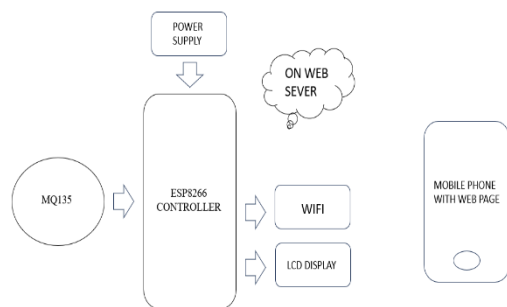 POWER
SUPPLY
ON WEB
SEVER
MQ135
ESP8266
CONTROLLER
WIFI
LCD DISPLAY
MOBILE PHONE
WITH WEB PAGE